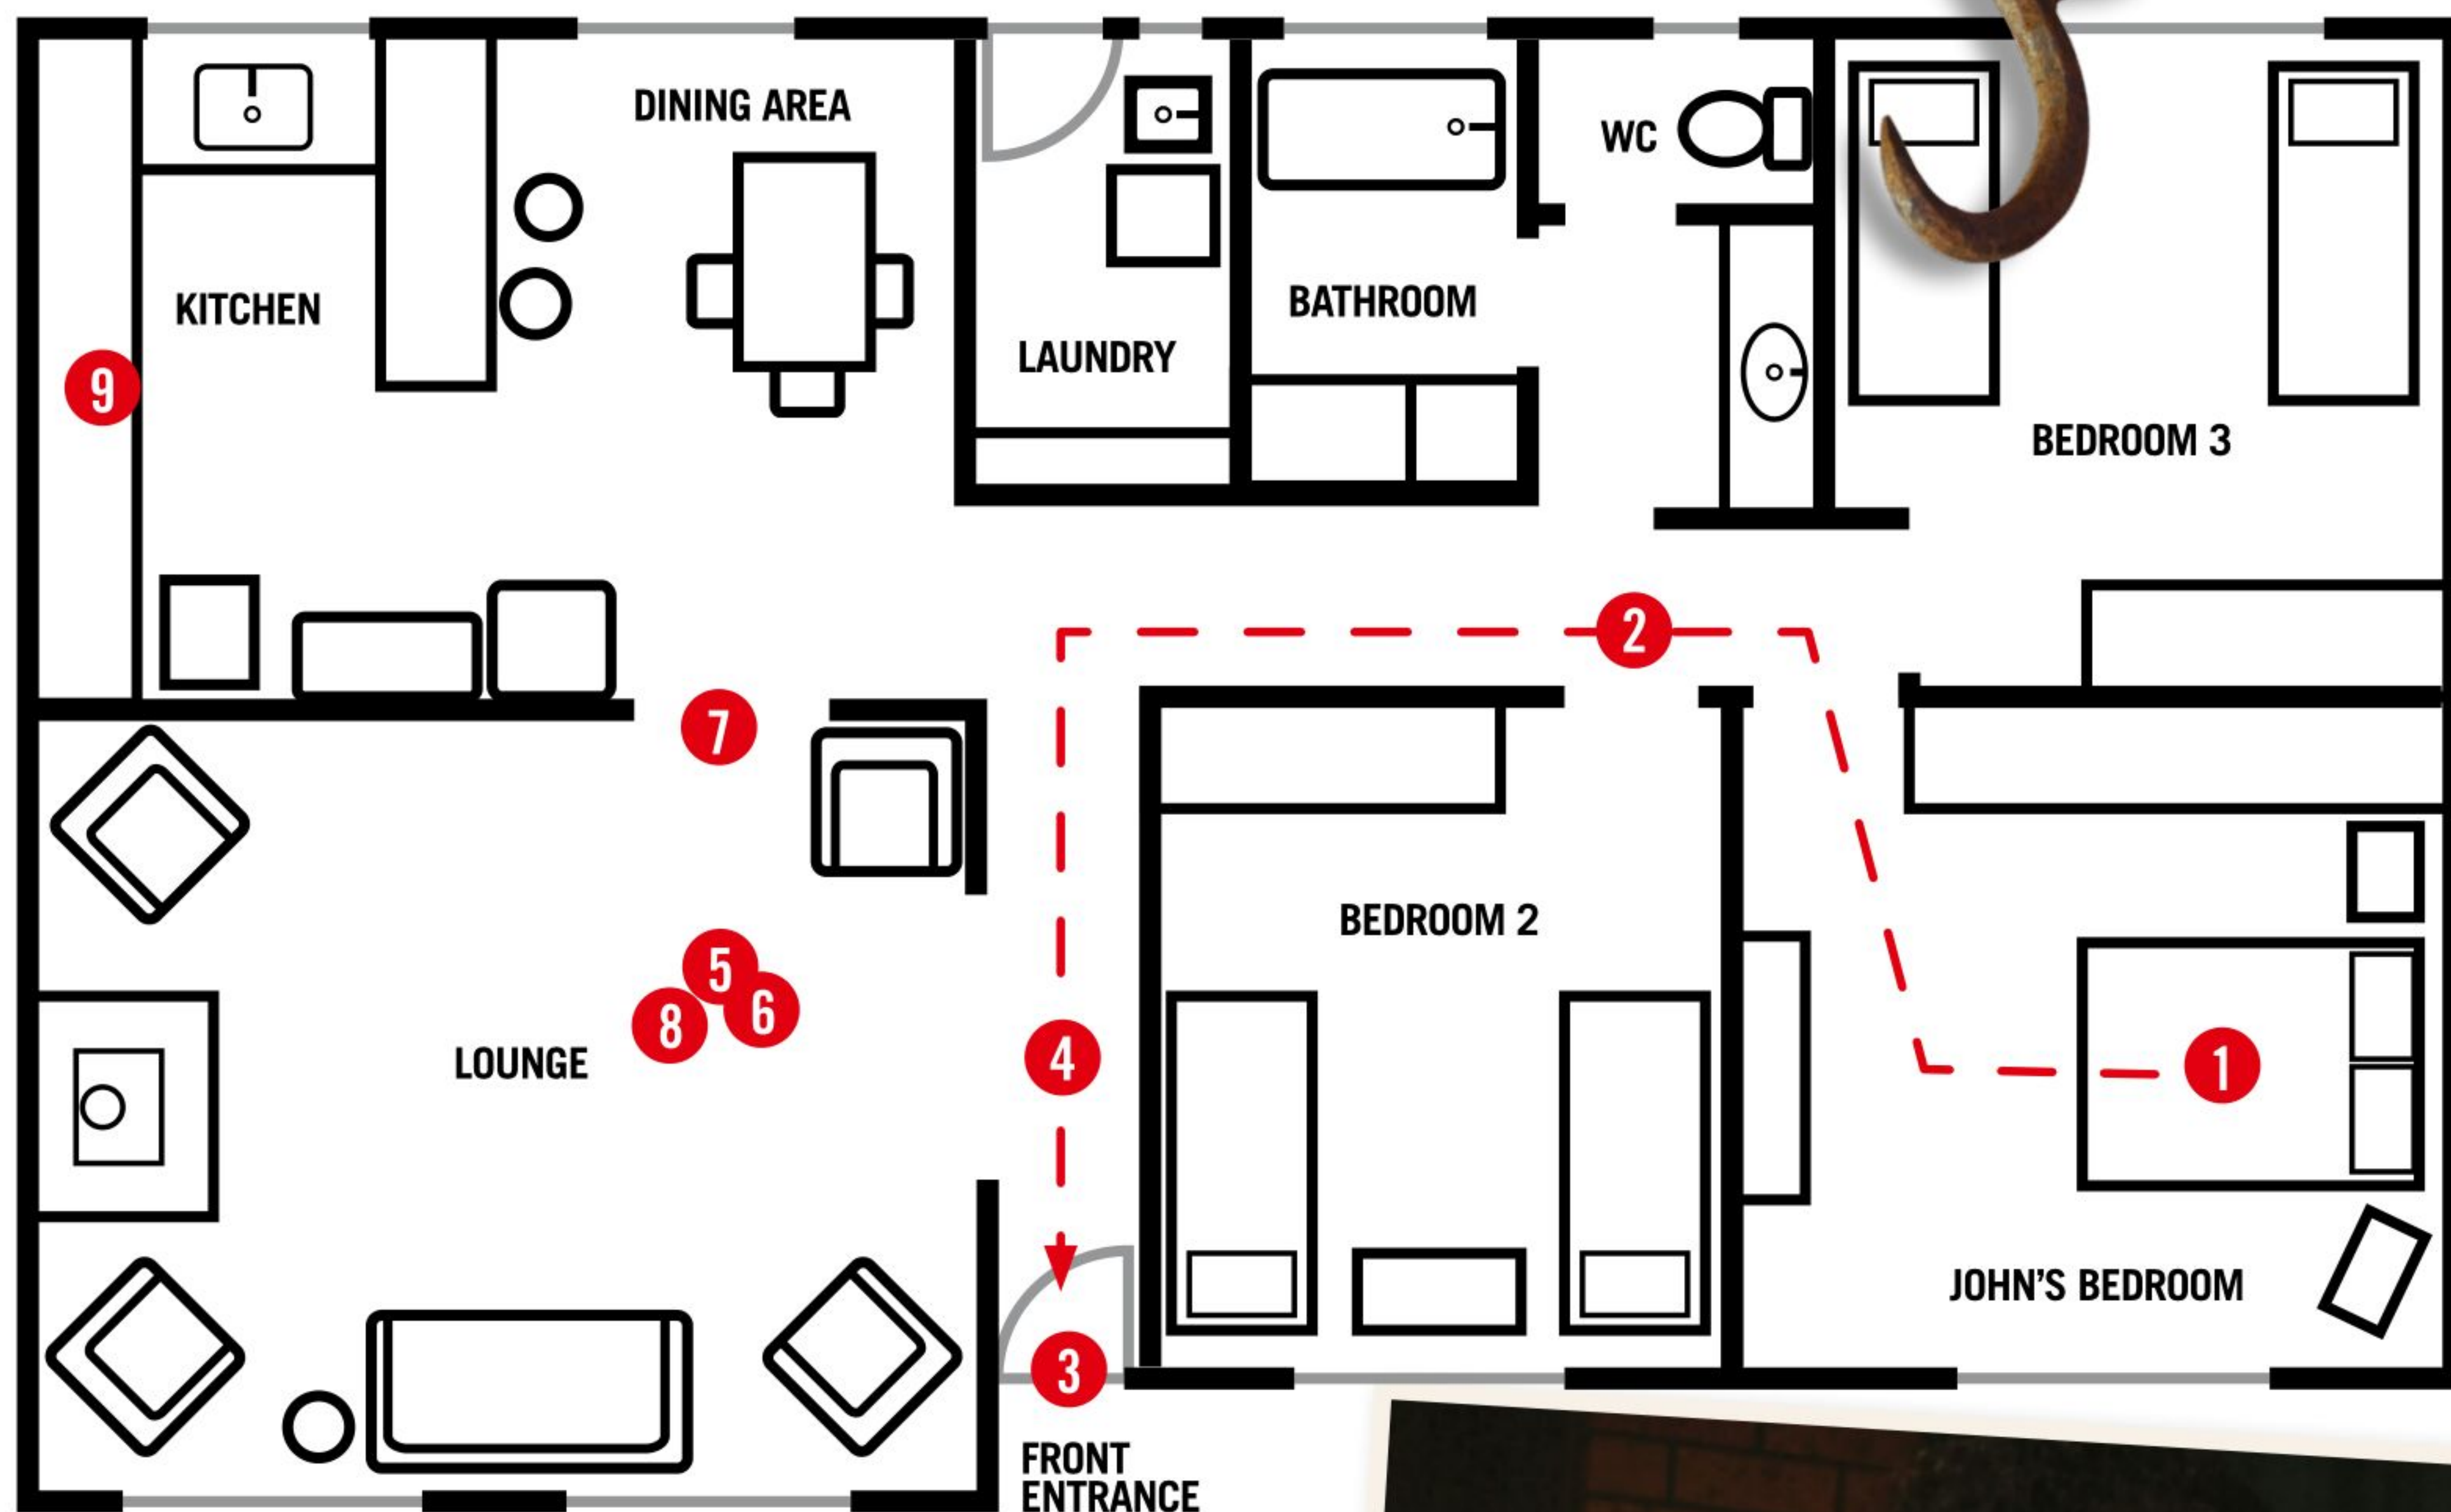 DINING AREA
WC
KITCHEN
BATHROOM
LAUNDRY
9
BEDROOM 3
2
7
BEDROOM 2
5
6
8
4
LOUNGE
1
JOHN'S BEDROOM
3
FRONT
ENTRANCE